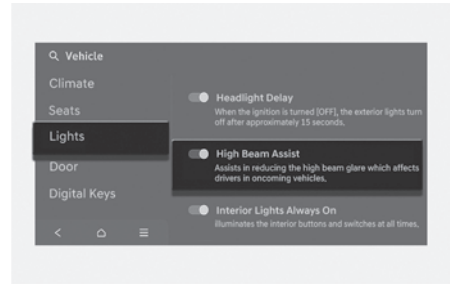 Vehicle
Climate
Seats
Lights
Door
Digital Keys
Headlight Delay
When the ignition is turned [OFF], the exterior lights turn
off after approximately 15 seconds.
High Beam Assist
Assists in reducing the high beam glare which affects
drivers in oncoming vehicles.
Interior Lights Always On
Illuminates the interior buttons and switches at all times.